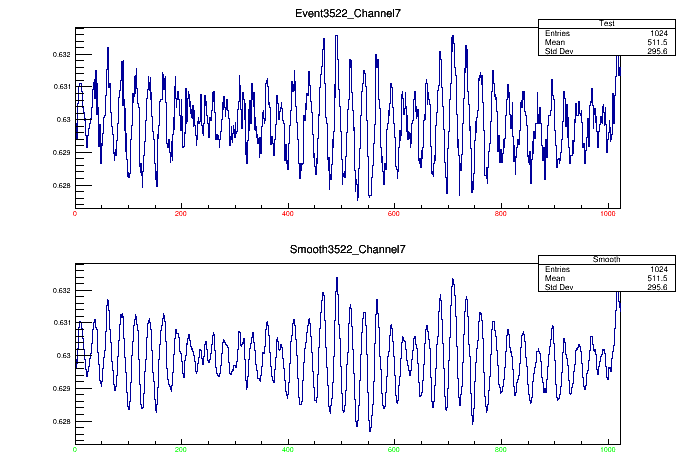 Event3522_Channel7
Test
Entries 1024
Mean 511.5
Std Dev 295.6
0.632
0.631
0.63
0.629
0.628
0 200 400 600 800 1000
Smooth3522_Channel7
Smooth
Entries 1024
Mean 511.5
Std Dev 295.6
0.632
0.631
0.63
0.629
0.628
0 200 400 600 800 1000